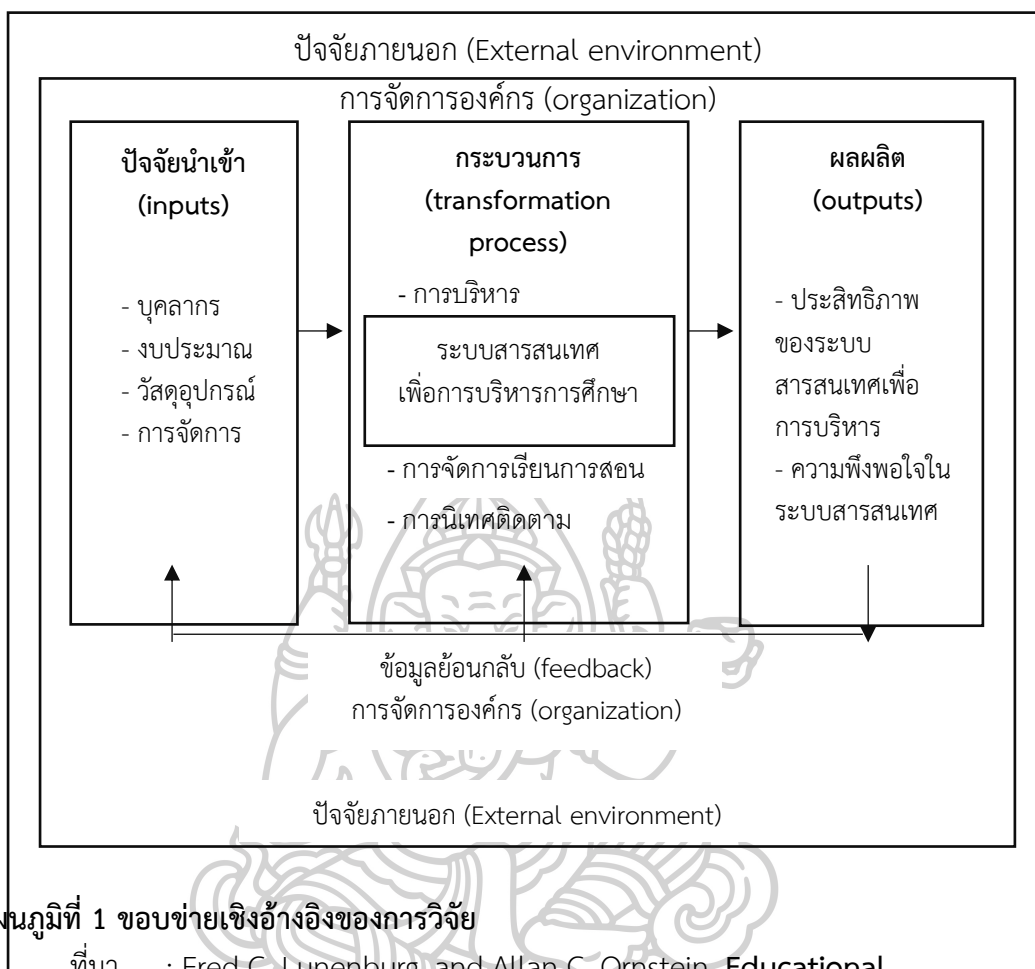 ปัจจัยภายนอก (External environment)
การจัดการองค์กร (organization)
ปัจจัยนำเข้า
(inputs)
- บุคลากร
- งบประมาณ
- วัสดุอุปกรณ์
- การจัดการ
กระบวนการ
(transformation
process)
- การบริหาร
ระบบสารสนเทศ
เพื่อการบริหารการศึกษา
- การจัดการเรียนการสอน
- การนิเทศติดตาม
ผลผลิต
(outputs)
- ประสิทธิภาพ
ของระบบ
สารสนเทศเพื่อ
การบริหาร
- ความพึงพอใจใน
ระบบสารสนเทศ
ข้อมูลย้อนกลับ (feedback)
การจัดการองค์กร (organization)
ปัจจัยภายนอก (External environment)
ที่ 1 ขอบข่ายเชิงอ้างอิงของการวิจัย
ที่มา : Fred C. Lunenburg, and Allan C. Ornstein, Educational